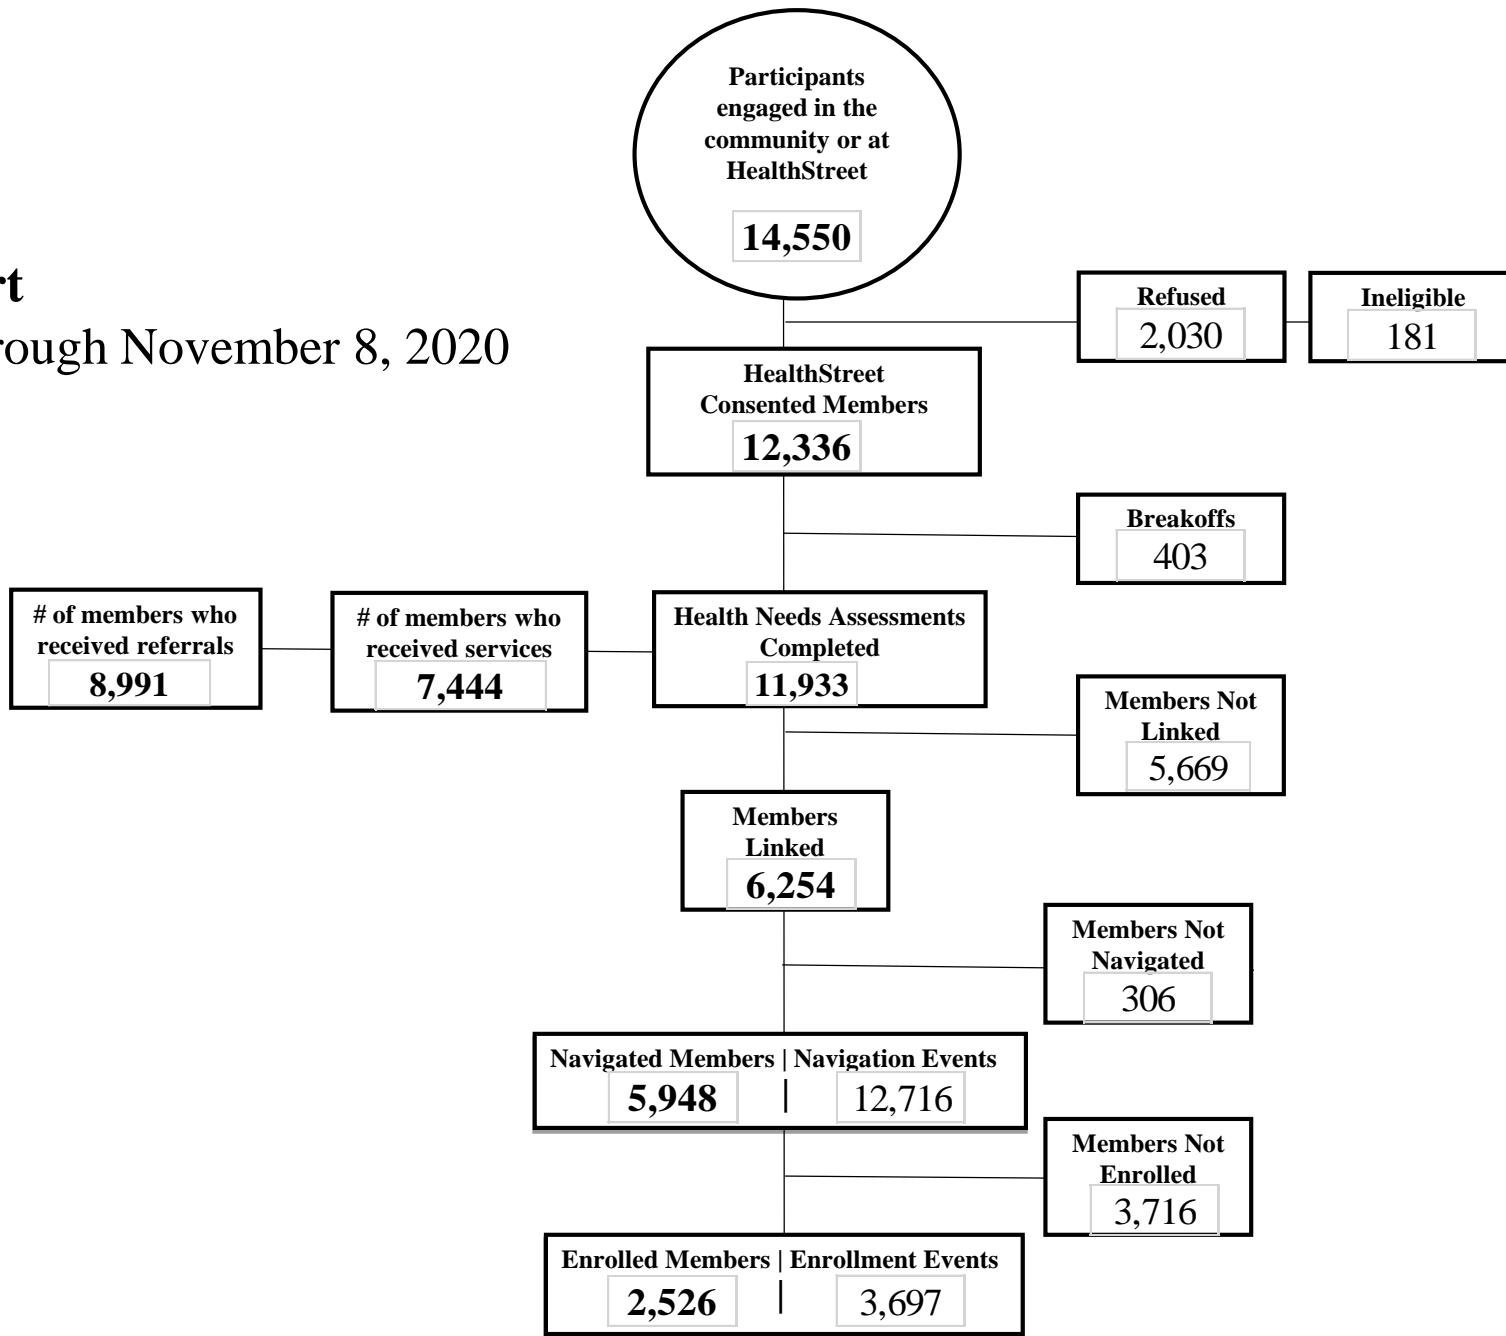 Participants
engaged in the
community or at
HealthStreet
14,550
rt
rough November 8, 2020
Refused
2,030
Ineligible
181
HealthStreet
Consented Members
12,336
Breakoffs
403
# of members who
received referrals
8,991
# of members who
received services
7,444
Health Needs Assessments
Completed
11,933
Members Not
Linked
5,669
Members
Linked
6,254
Members Not
Navigated
306
Navigated Members | Navigation Events
5,948 | 12,716
Members Not
Enrolled
3,716
Enrolled Members | Enrollment Events
2,526 | 3,697